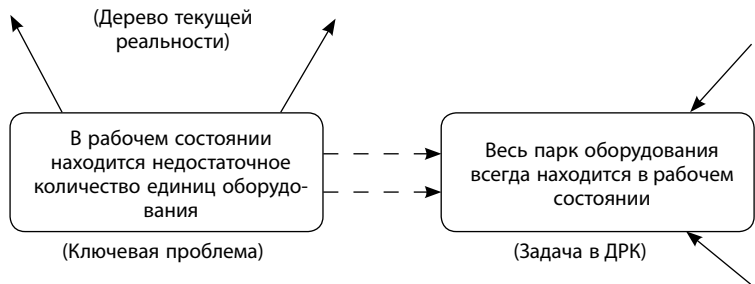 (Дерево текущей
реальности)
В рабочем состоянии
находится недостаточное
количество единиц оборудо-
вания
(Ключевая проблема)
Весь парк оборудования
всегда находится в рабочем
состоянии
(Задача в ДРК)